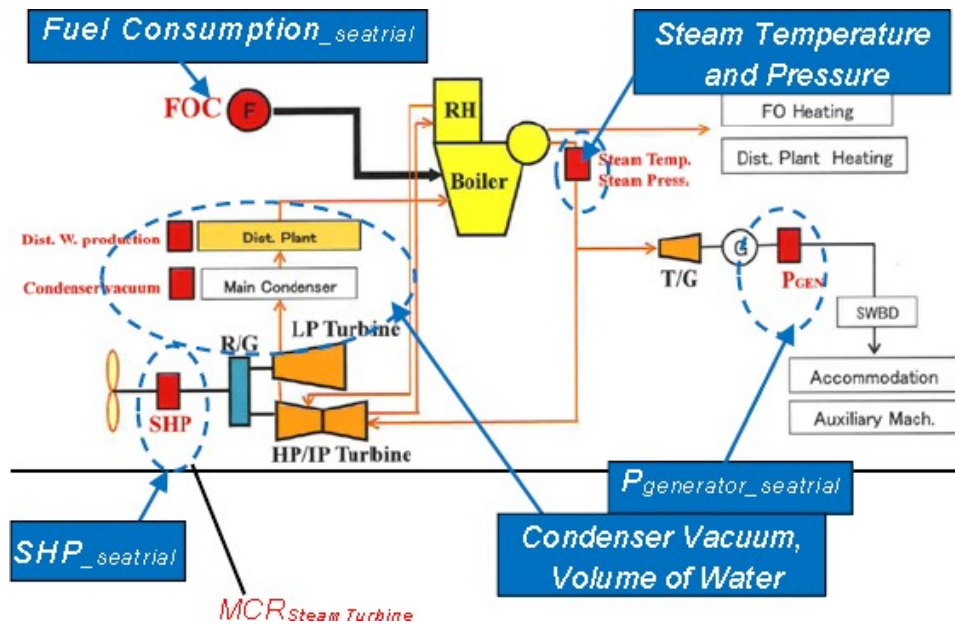 Fuel Consumption_seatrial
Steam Temperature
and Pressure
FOC
F
RH
FO Heating
Boiler
Steam Temp.
Steam Press.
Dist. Plant Heating
Dist. W. production
Dist. Plant
Condenser vacuum
Main Condenser
T/G
G
PGEN
SWBD
R/G
LP Turbine
SHP
HP/IP Turbine
Accommodation
Auxiliary Mach.
Pgenerator_seatrial
SHP_seatrial
Condenser Vacuum,
Volume of Water
MCRSteam Turbine